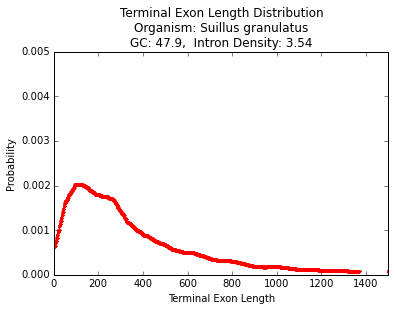 Terminal Exon Length Distribution
Organism: Suillus granulatus
GC: 47.9,  Intron Density: 3.54
0.005
0.004
0.003
0.002
0.001
0.000
Probability
0 200 400 600 800 1000 1200 1400
Terminal Exon Length